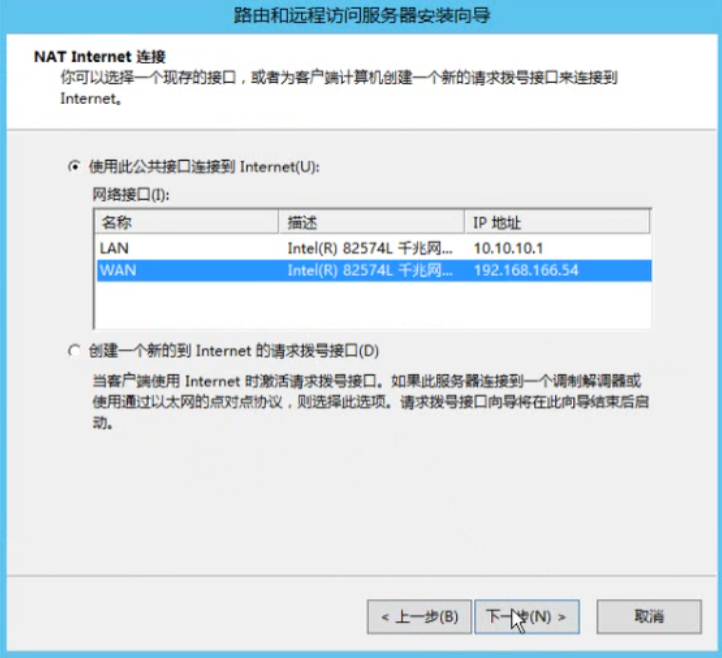 路由和远程访问服务器安装向导
NAT Internet 连接
你可以选择一个现存的接口，或者为客户端计算机创建一个新的请求拨号接口来连接到
Internet。
使用此公共接口连接到 Internet(U):
网络接口(I):
名称 描述 IP 地址
LAN Intel(R) 82574L 千兆网... 10.10.10.1
WAN Intel(R) 82574L 千兆网... 192.168.166.54
创建一个新的到 Internet 的请求拨号接口(D)
当客户端使用 Internet 时激活请求拨号接口。如果此服务器连接到一个调制解调器或
使用通过以太网的点对点协议，则选择此选项。请求拨号接口向导将在此向导结束后启
动。
< 上一步(B) 下一步(N) > 取消